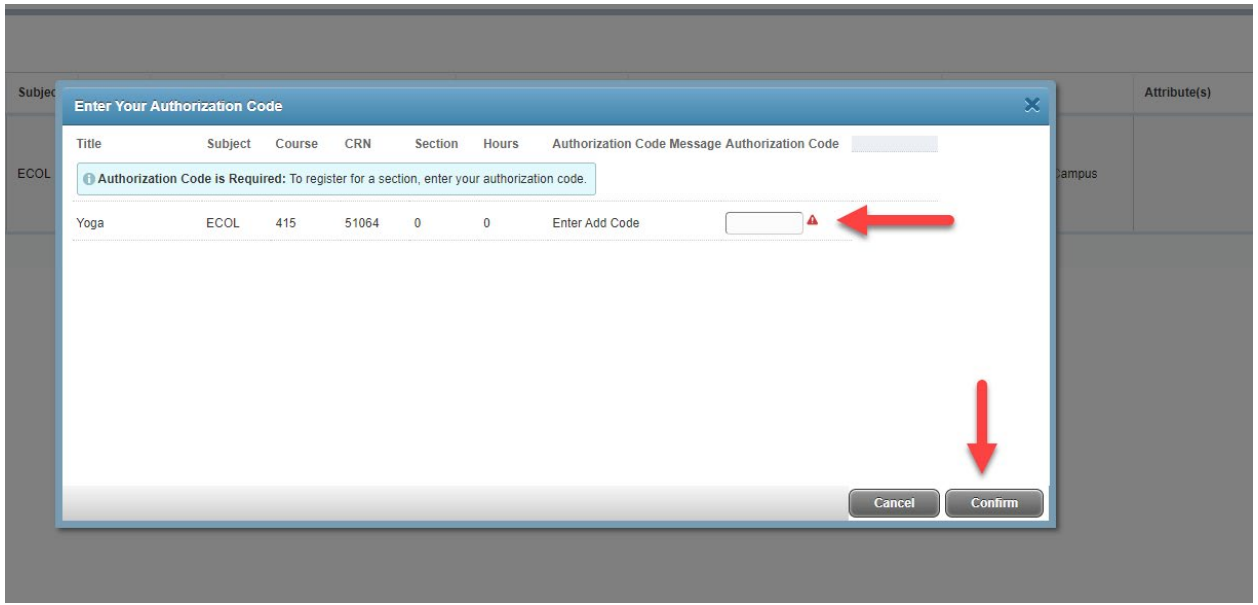 Subjec Attribute(s)
Enter Your Authorization Code
Title Subject Course CRN Section Hours Authorization Code Message Authorization Code
ECOL Authorization Code is Required: To register for a section, enter your authorization code. ampus
Yoga ECOL 415 51064 0 0 Enter Add Code
Cancel Confirm